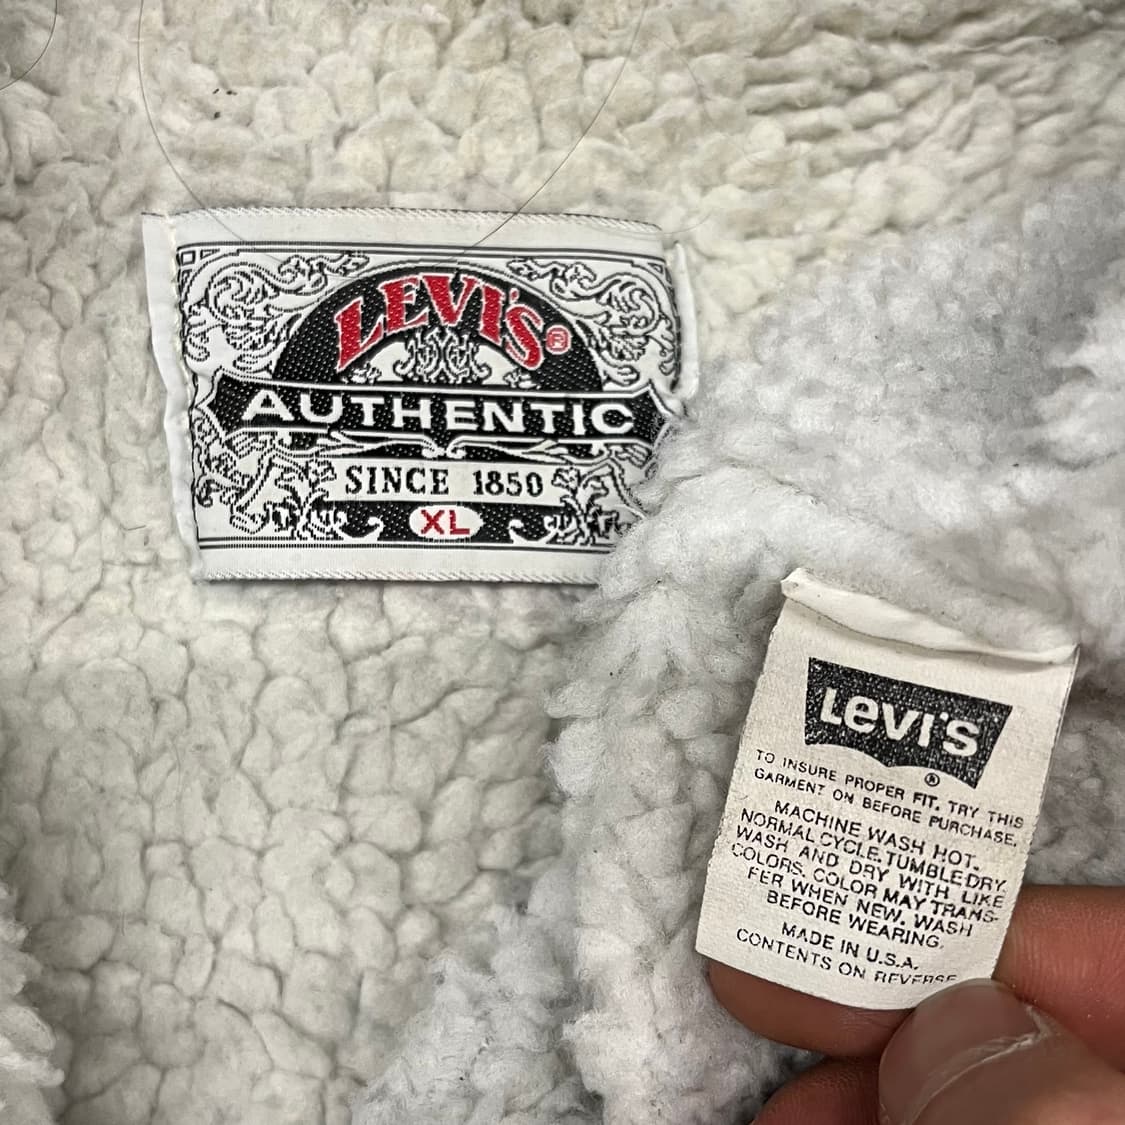 LEVI'S®
AUTHENTIC
SINCE 1850
XL
LEVI'S
®
TO INSURE PROPER FIT, TRY THIS
GARMENT ON BEFORE PURCHASE.
MACHINE WASH HOT.
NORMAL CYCLE. TUMBLE DRY.
WASH AND DRY WITH LIKE
COLORS. COLOR MAY TRANS-
FER WHEN NEW. WASH
BEFORE WEARING.
MADE IN U.S.A.
CONTENTS ON REVERSE